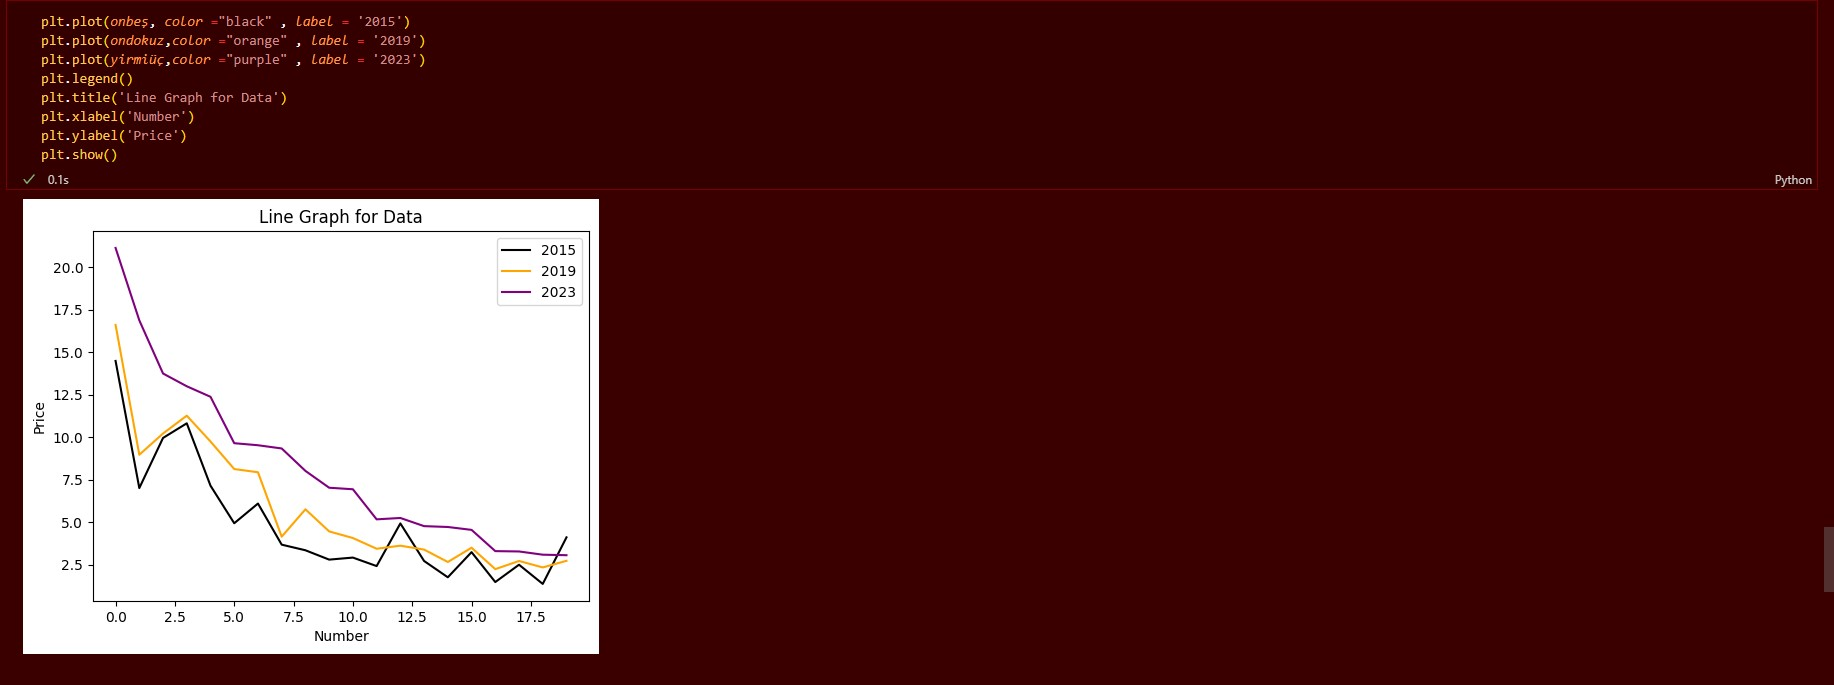 plt.plot(onbeş, color ="black" , label = '2015')
plt.plot(ondokuz,color ="orange" , label = '2019')
plt.plot(yirmiüç,color ="purple" , label = '2023')
plt.legend()
plt.title('Line Graph for Data')
plt.xlabel('Number')
plt.ylabel('Price')
plt.show()
0.1s
Python
Line Graph for Data
2015
2019
2023
20.0
17.5
15.0
12.5
10.0
7.5
5.0
2.5
Price
0.0 2.5 5.0 7.5 10.0 12.5 15.0 17.5
Number